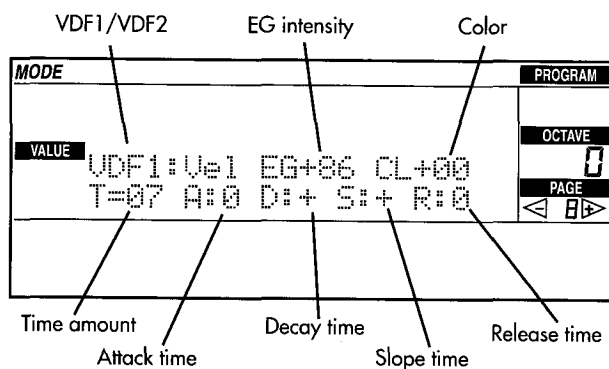 VDF1/VDF2 EG intensity Color
MODE PROGRAM
OCTAVE
0
VALUE VDF1:Vel EG+86 CL+00
PAGE
T=07 A:0 D:+ S:+ R:0
- 8 +
Time amount Attack time Decay time Slope time Release time